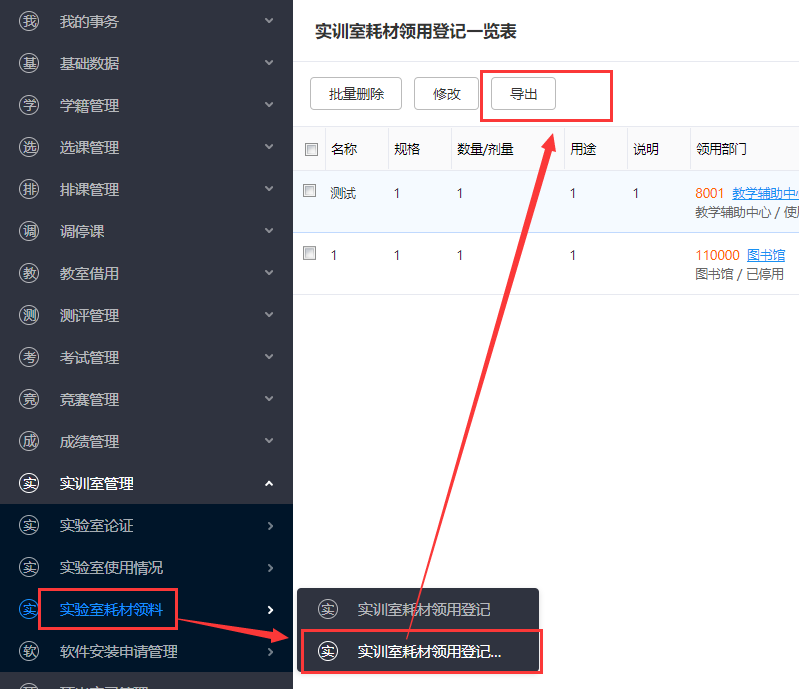 我 我的事务
基 基础数据
学 学籍管理
选 选课管理
排 排课管理
调 调停课
教 教室借用
测 测评管理
考 考试管理
竞 竞赛管理
成 成绩管理
实 实训室管理
实 实验室论证
实 实验室使用情况
实 实验室耗材领料
软 软件安装申请管理
实 实训室耗材领用登记
实 实训室耗材领用登记...
实训室耗材领用登记一览表
批量删除 修改 导出
名称 规格 数量/剂量 用途 说明 领用部门
测试 1 1 1 1 8001 教学辅助中心
教学辅助中心 / 使
1 1 1 1 110000 图书馆
图书馆 / 已停用